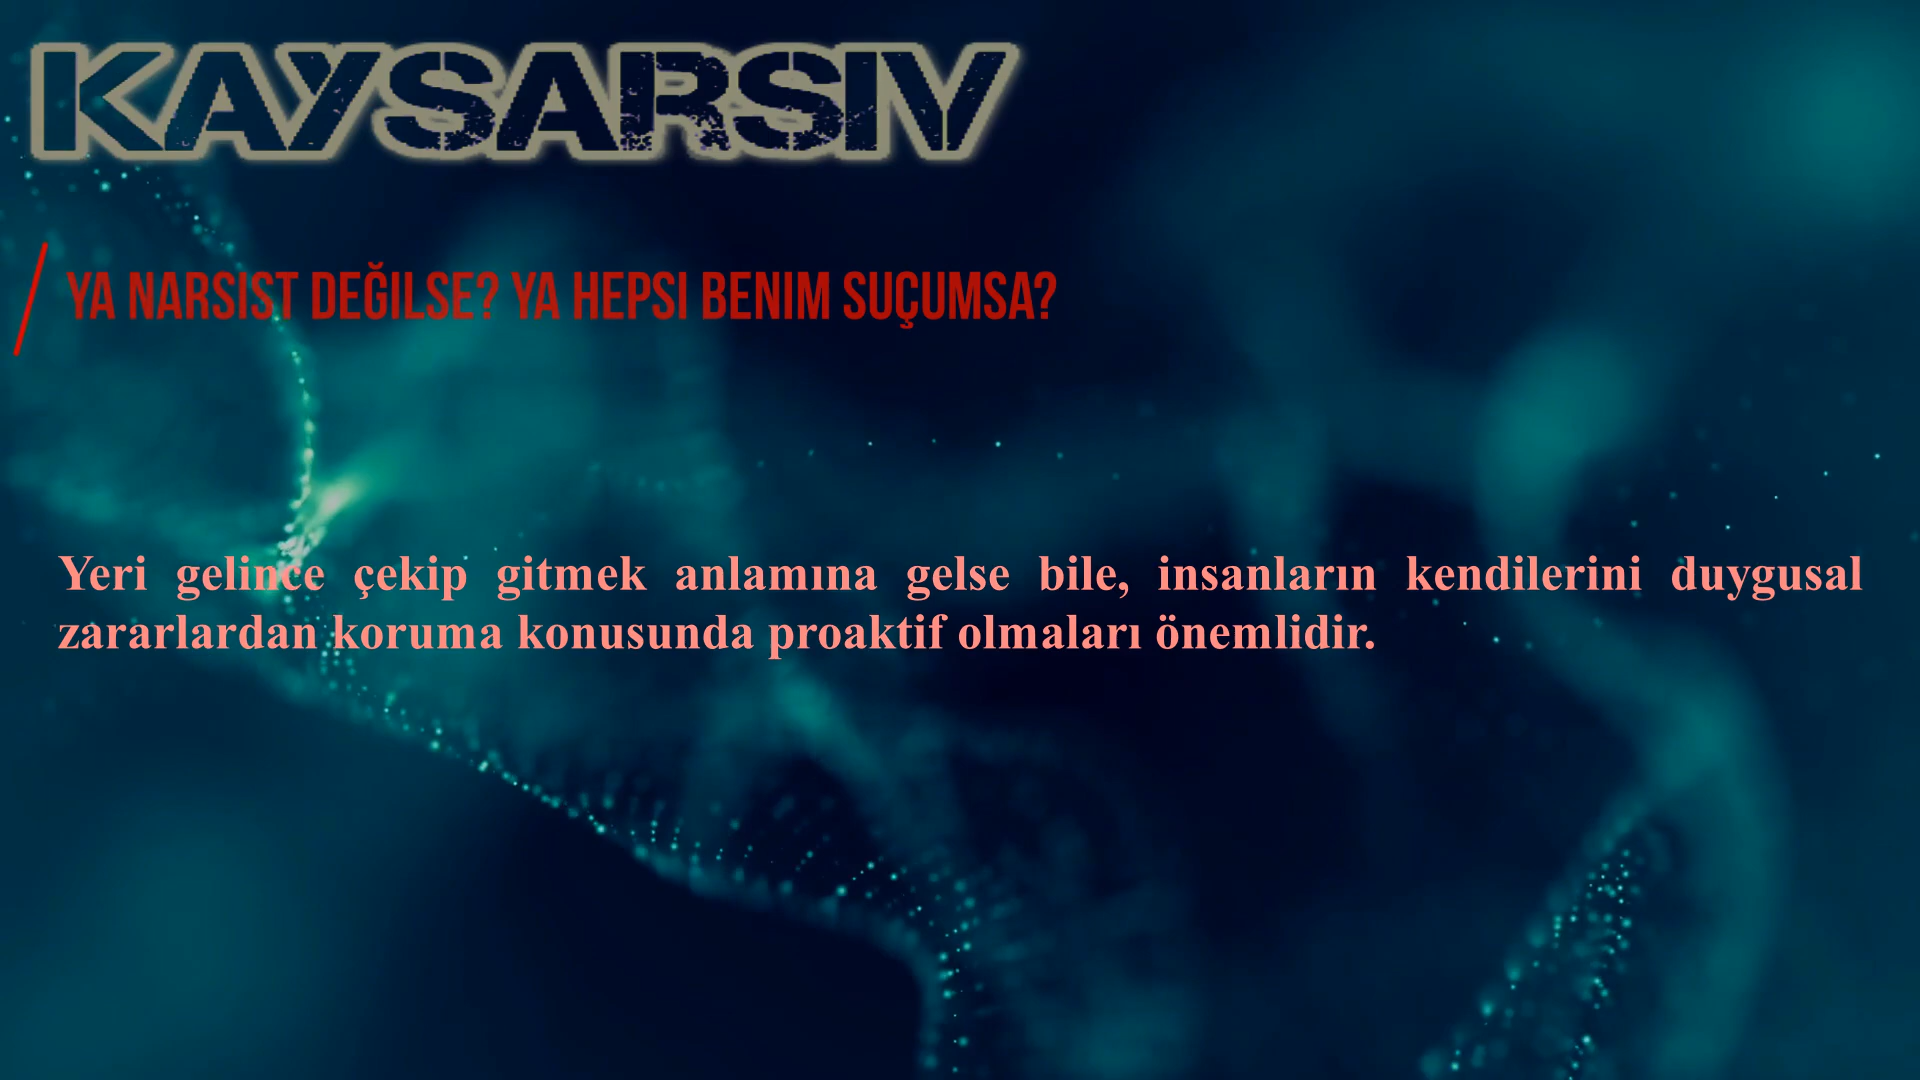 KAYSARSIV
YA NARSIST DEĞILSE? YA HEPSI BENIM SUÇUMSA?
Yeri gelince çekip gitmek anlamına gelse bile, insanların kendilerini duygusal
zararlardan koruma konusunda proaktif olmaları önemlidir.